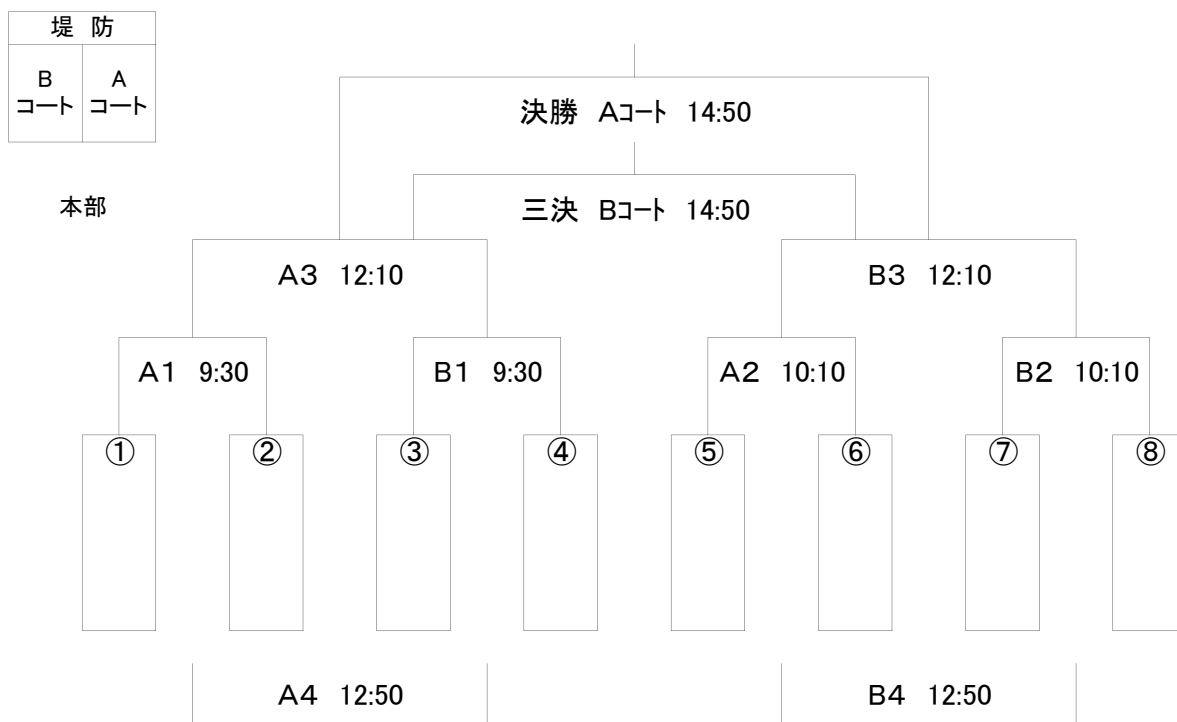 堤 防
B
コート
A
コート
本部
決勝 Aコート 14:50
三決 Bコート 14:50
A3 12:10
B3 12:10
A1 9:30
B1 9:30
A2 10:10
B2 10:10
①
②
③
④
⑤
⑥
⑦
⑧
A4 12:50
B4 12:50